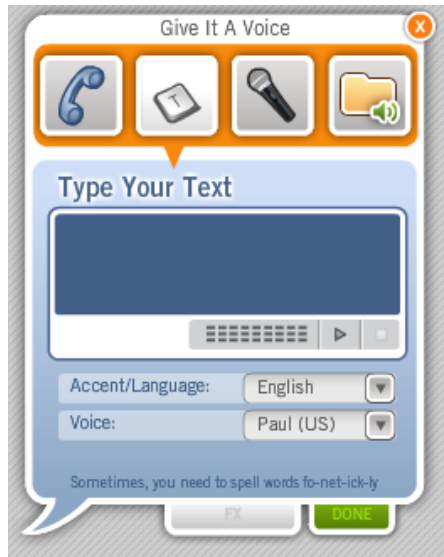 Give It A Voice
T
Type Your Text
Accent/Language: English
Voice: Paul (US)
Sometimes, you need to spell words fo-net-ick-ly
FX DONE